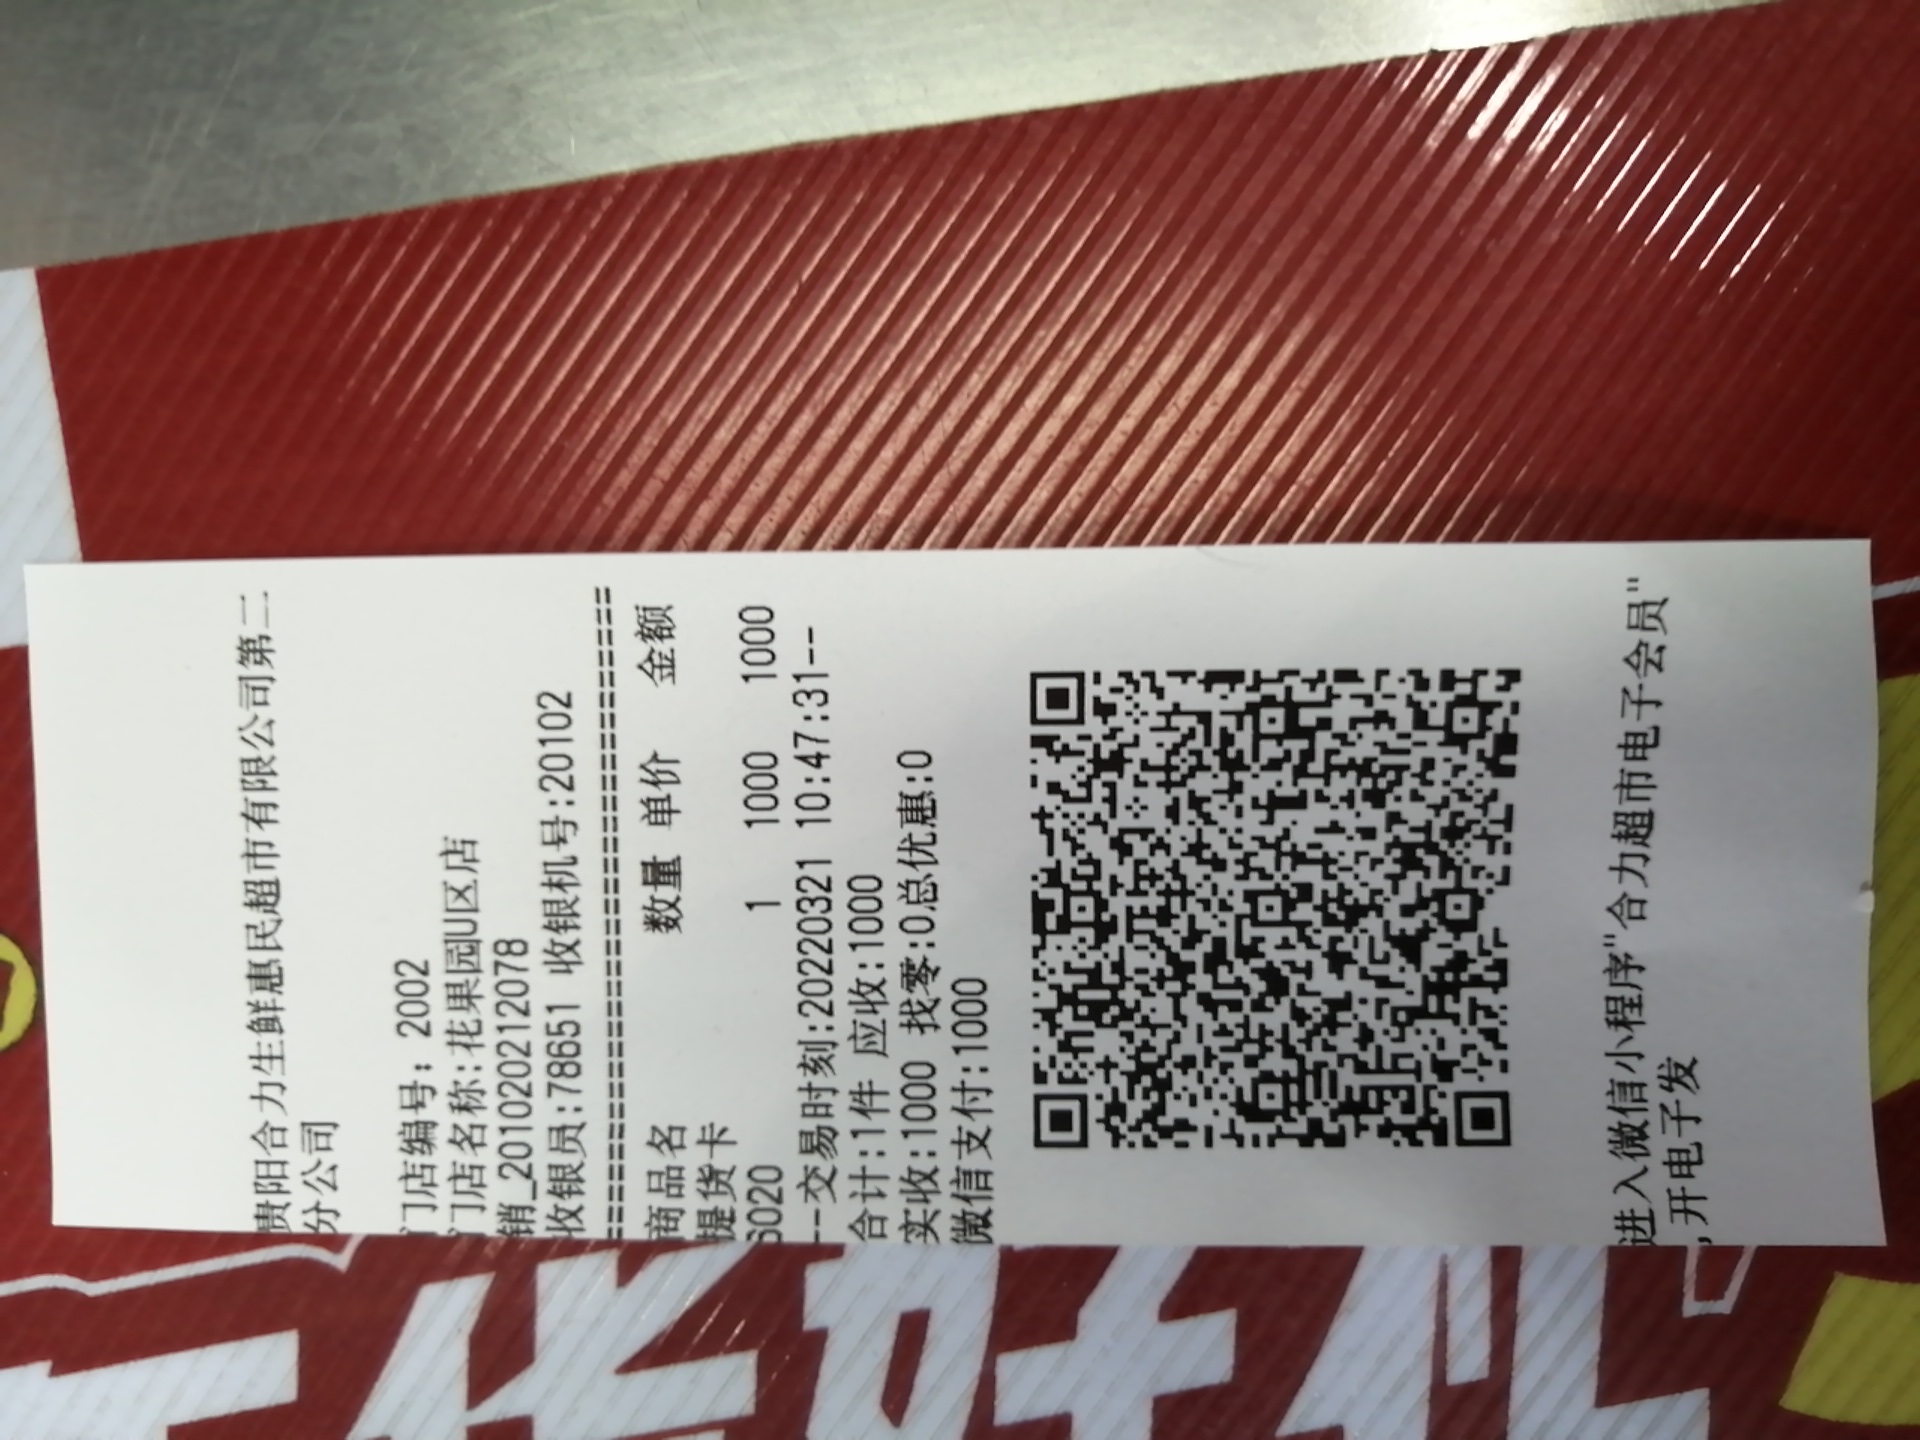 贵阳合力生鲜惠民超市有限公司第二
分公司
门店编号: 2002
门店名称:花果园U区店
销_2010202212078
收银员:78651 收银机号:20102
================================
商品名 数量 单价 金额
提货卡
6020 1 1000 1000
--交易时刻:20220321 10:47:31--
合计:1件 应收:1000
实收:1000 找零:0总优惠:0
微信支付:1000
进入微信小程序"合力超市电子会员"
,开电子发